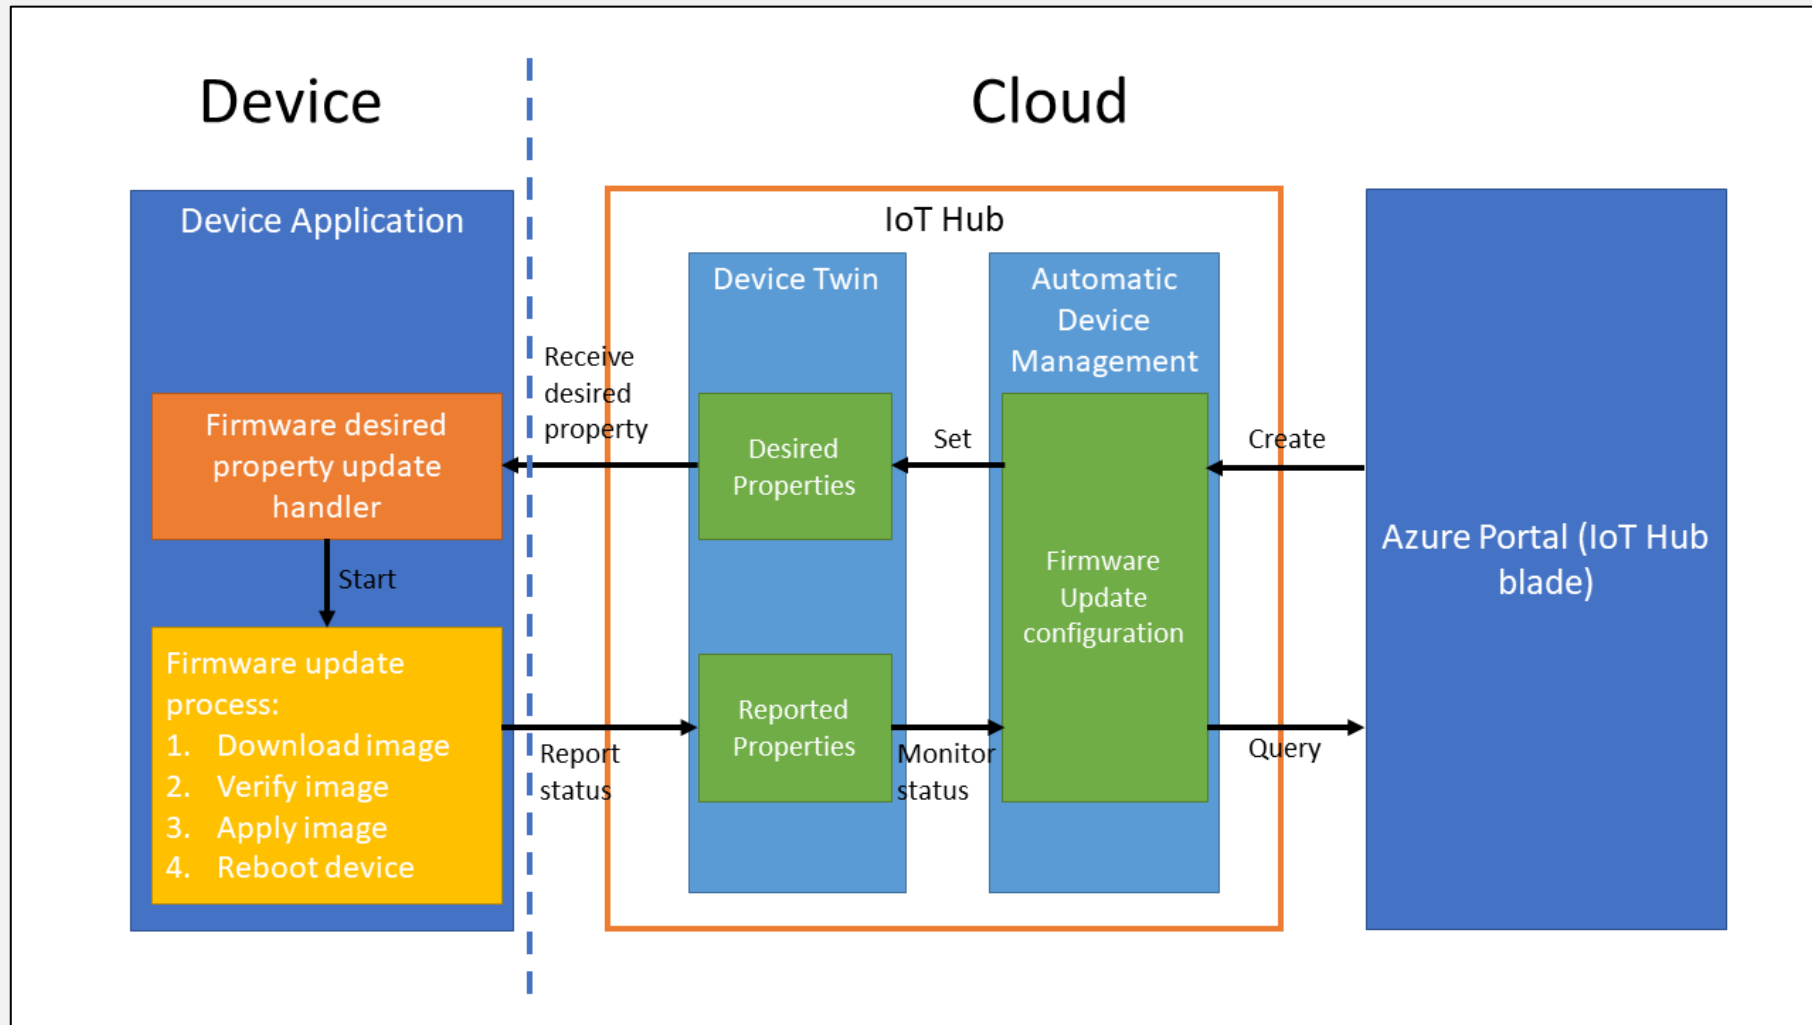 Device
Cloud
Device Application
IoT Hub
Device Twin
Automatic
Device
Management
Receive
desired
property
Firmware desired
property update
handler
Desired
Properties
Set
Create
Start
Azure Portal (IoT Hub
blade)
Firmware
Update
configuration
Firmware update
process:
1. Download image
2. Verify image
3. Apply image
4. Reboot device
Report
status
Reported
Properties
Monitor
status
Query